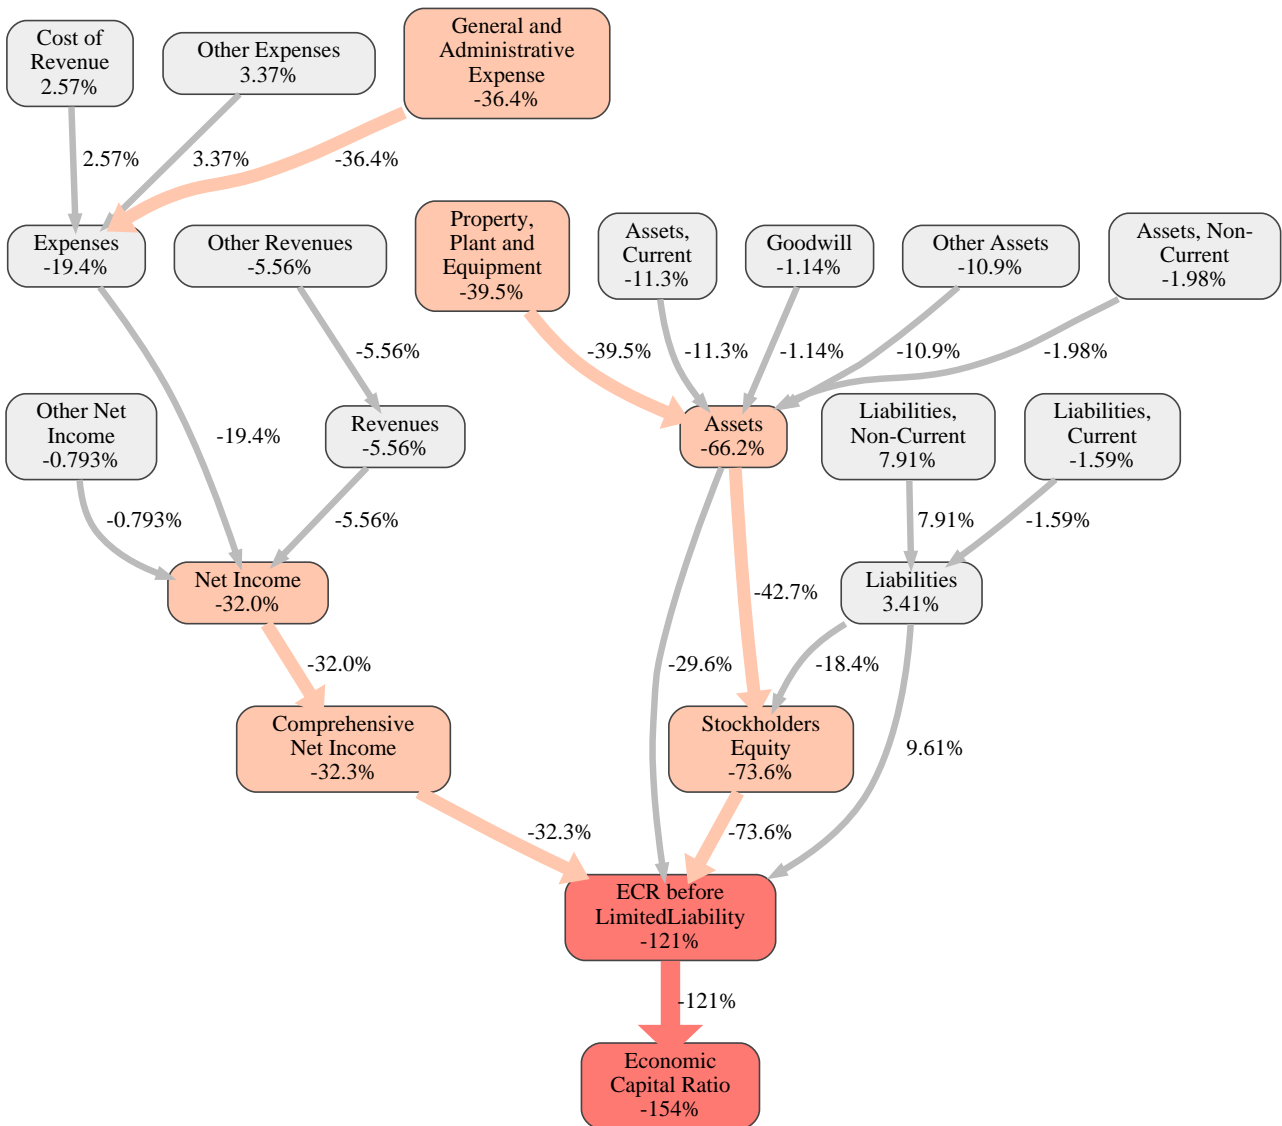 Cost of
Revenue
2.57%
Other Expenses
3.37%
General and
Administrative
Expense
-36.4%
2.57%
3.37%
-36.4%
Expenses
-19.4%
Other Revenues
-5.56%
Property,
Plant and
Equipment
-39.5%
Assets,
Current
-11.3%
Goodwill
-1.14%
Other Assets
-10.9%
Assets, Non-
Current
-1.98%
-5.56%
-39.5%
-11.3%
-1.14%
-10.9%
-1.98%
Other Net
Income
-0.793%
-19.4%
Revenues
-5.56%
Assets
-66.2%
Liabilities,
Non-Current
7.91%
Liabilities,
Current
-1.59%
-0.793%
-5.56%
7.91%
-1.59%
Net Income
-32.0%
-42.7%
Liabilities
3.41%
-32.0%
-29.6%
-18.4%
Comprehensive
Net Income
-32.3%
Stockholders
Equity
-73.6%
9.61%
-32.3%
-73.6%
ECR before
LimitedLiability
-121%
-121%
Economic
Capital Ratio
-154%